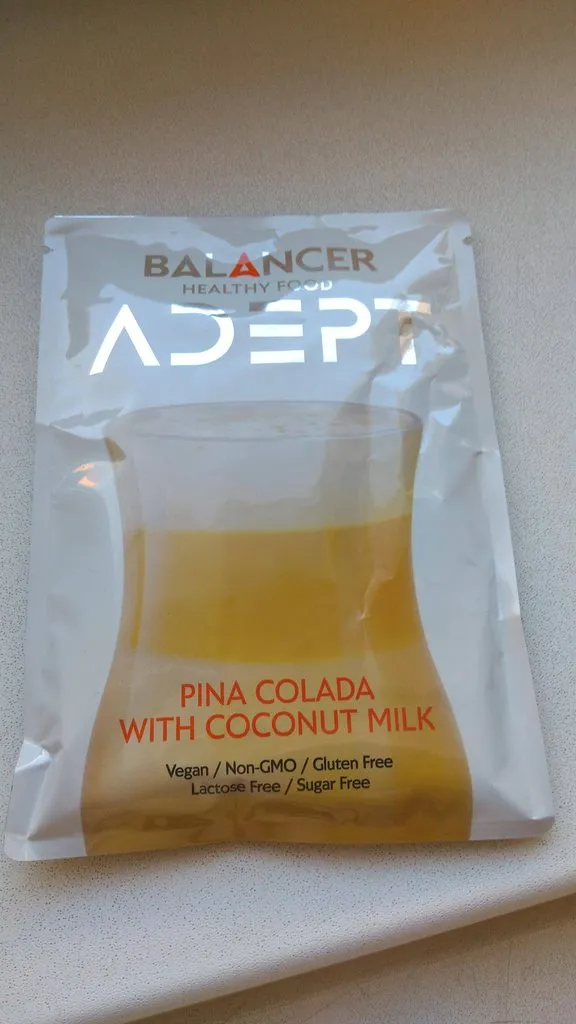 BALANCER
HEALTHY FOOD
ADEPT
PINA COLADA
WITH COCONUT MILK
Vegan / Non-GMO / Gluten Free
Lactose Free / Sugar Free